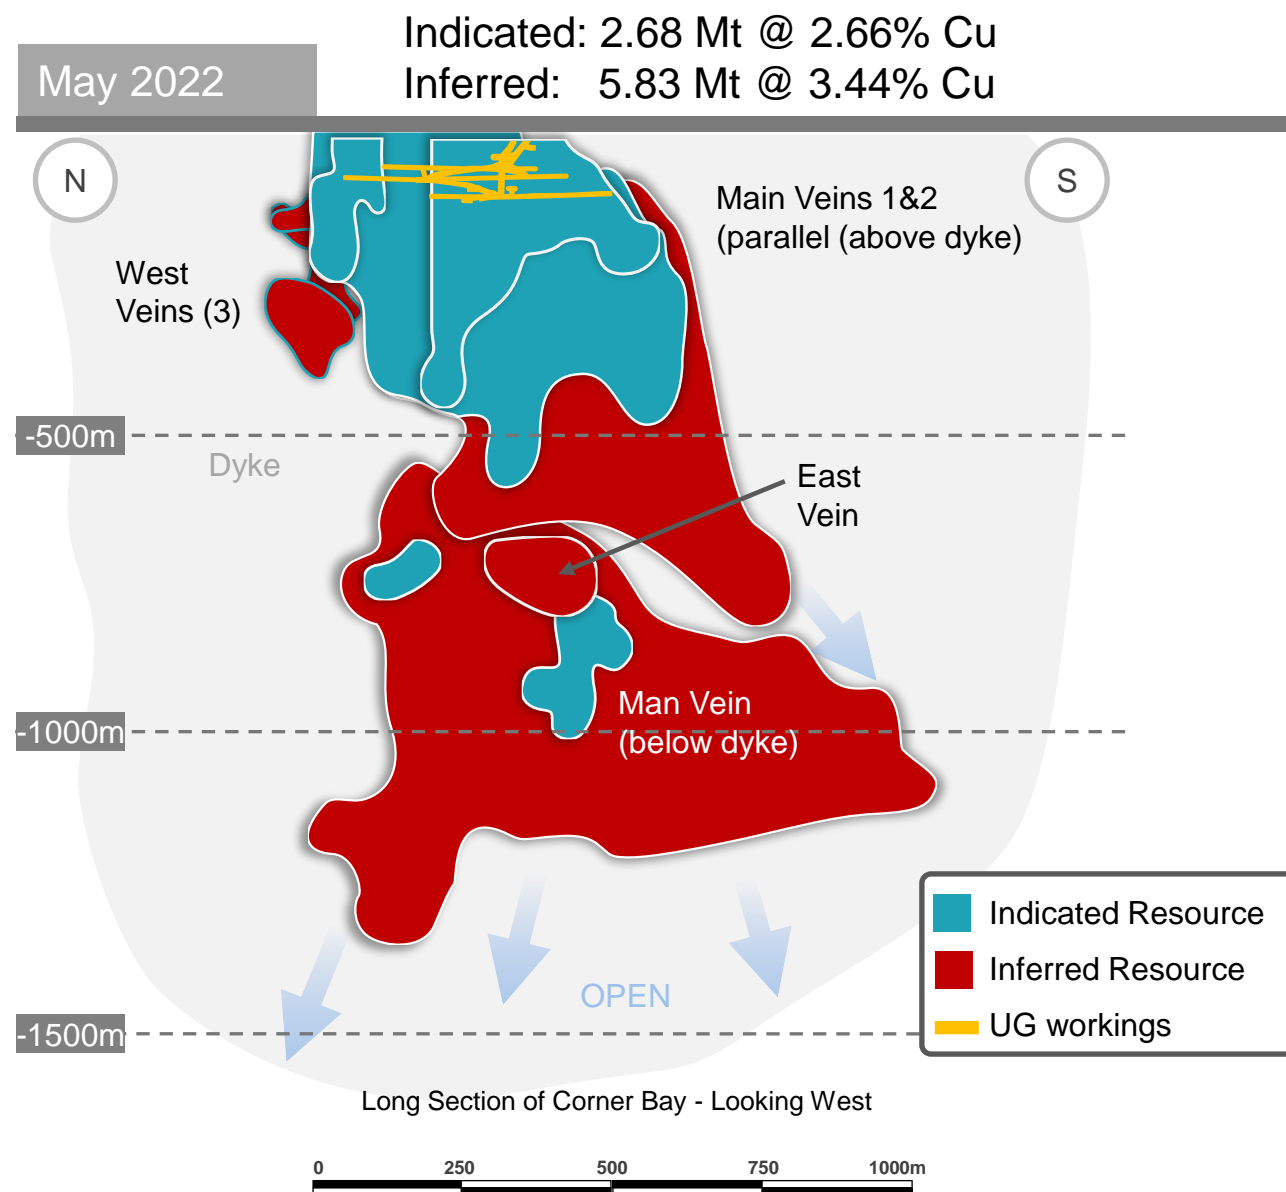 Indicated: 2.68 Mt @ 2.66% Cu
May 2022
Inferred: 5.83 Mt @ 3.44% Cu
N
S
Main Veins 1&2
(parallel (above dyke)
West
Veins (3)
-500m
Dyke
East
Vein
Man Vein
(below dyke)
-1000m
Indicated Resource
Inferred Resource
UG workings
OPEN
-1500m
Long Section of Corner Bay - Looking West
0 250 500 750 1000m